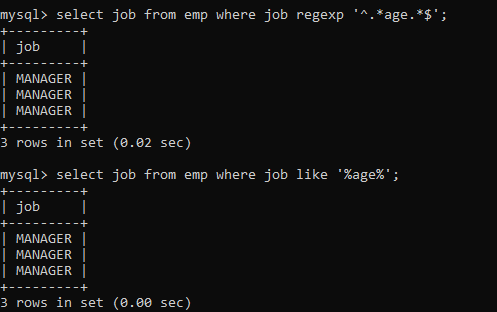 mysql> select job from emp where job regexp '^.*age.*$';
+---------+
| job     |
+---------+
| MANAGER |
| MANAGER |
| MANAGER |
+---------+
3 rows in set (0.02 sec)
mysql> select job from emp where job like '%age%';
+---------+
| job     |
+---------+
| MANAGER |
| MANAGER |
| MANAGER |
+---------+
3 rows in set (0.00 sec)